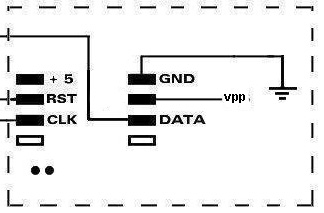 + 5 GND
RST vpp
CLK DATA